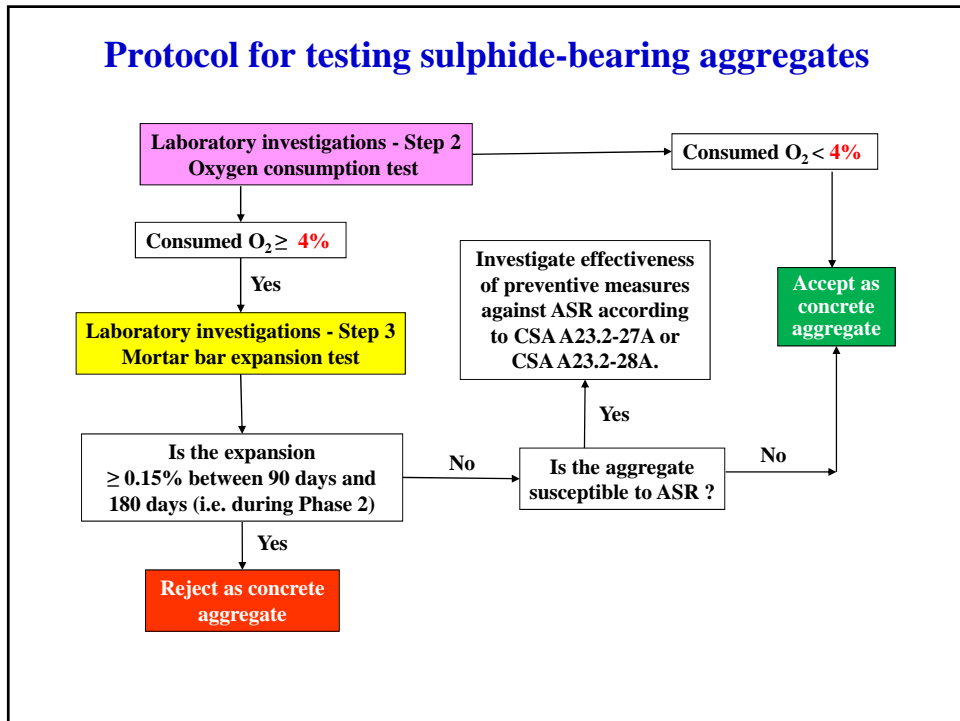 Protocol for testing sulphide-bearing aggregates
Laboratory investigations - Step 2
Oxygen consumption test
Consumed O₂ < 4%
Consumed O₂ ≥ 4%
Yes
Investigate effectiveness
of preventive measures
against ASR according
to CSA A23.2-27A or
CSA A23.2-28A.
Accept as
concrete
aggregate
Laboratory investigations - Step 3
Mortar bar expansion test
Yes
Is the expansion
≥ 0.15% between 90 days and
180 days (i.e. during Phase 2)
No
Is the aggregate
susceptible to ASR ?
No
Yes
Reject as concrete
aggregate